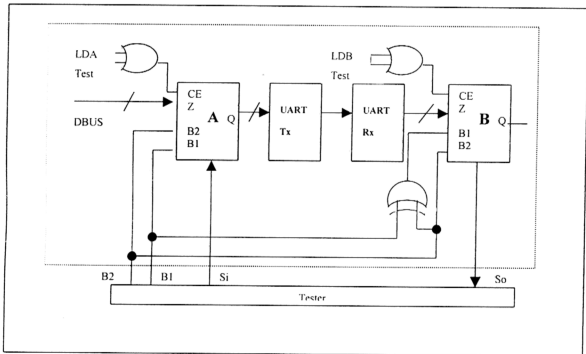 LDA
Test
DBUS
CE
Z
A
Q
B2
B1
UART
Tx
UART
Rx
LDB
Test
CE
Z
B
Q
B1
B2
B2
B1
Si
So
Tester